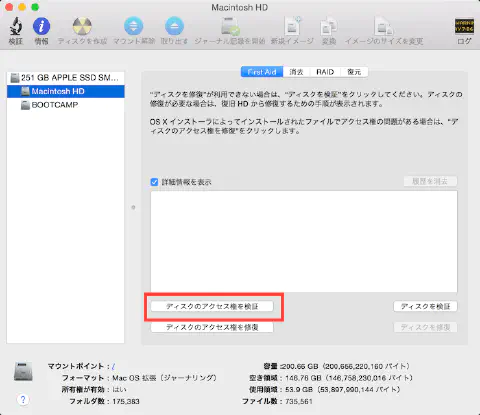 Macintosh HD
検証 情報 ディスクを作成 マウント解除 取り出す ジャーナル記録を開始 新規イメージ 変換 イメージのサイズを変更 ログ
251 GB APPLE SSD SM...
Macintosh HD
BOOTCAMP
First Aid 消去 RAID 復元
"ディスクを修復"が利用できない場合は、"ディスクを検証"をクリックしてください。ディスクの
修復が必要な場合は、復旧 HD から修復するための手順が表示されます。
OS X インストーラによってインストールされたファイルでアクセス権の問題がある場合は、"デ
ィスクのアクセス権を修復"をクリックします。
詳細情報を表示 履歴を消去
ディスクのアクセス権を検証 ディスクを検証
ディスクのアクセス権を修復 ディスクを修復
マウントポイント : / 容量 : 200.66 GB (200,656,220,160 バイト)
フォーマット : Mac OS 拡張（ジャーナリング） 空き領域 : 146.76 GB (146,758,230,016 バイト)
所有権が有効 : はい 使用領域 : 53.9 GB (53,897,990,144 バイト)
フォルダ数 : 175,383 ファイル数 : 735,561
?